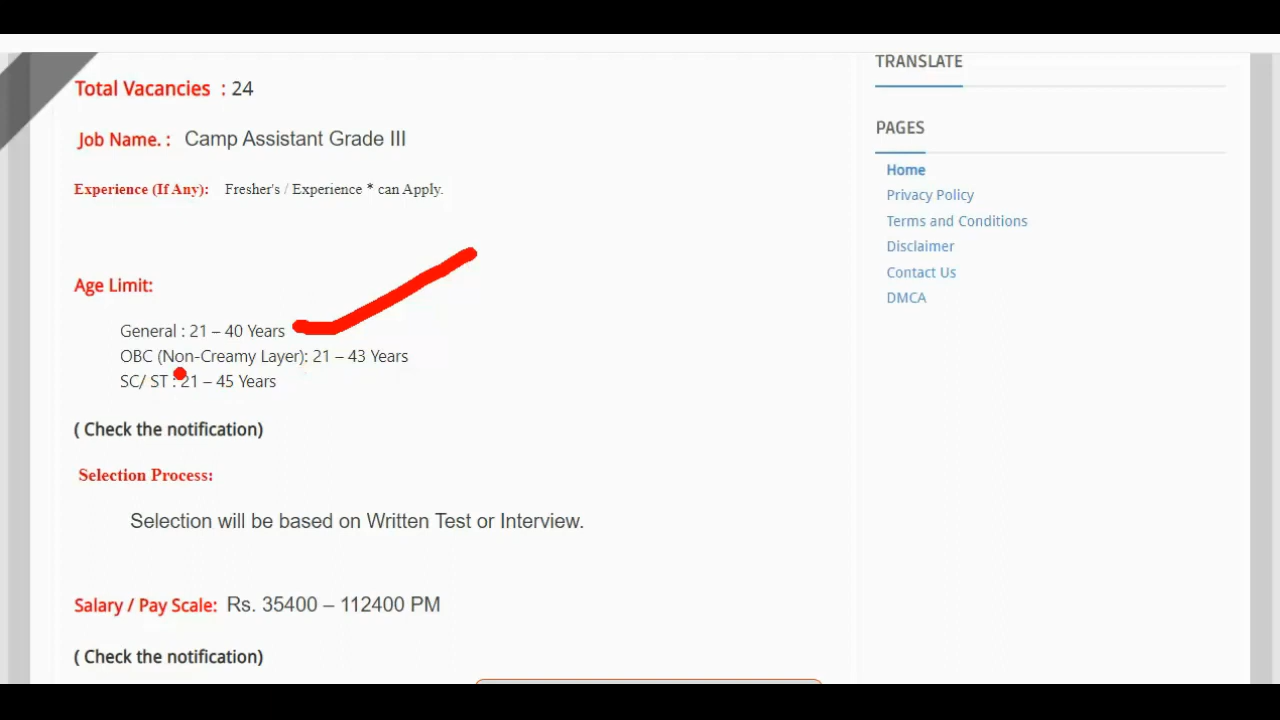 Total Vacancies : 24
Job Name. : Camp Assistant Grade III
Experience (If Any): Fresher's / Experience * can Apply.
Age Limit:
General : 21 – 40 Years
OBC (Non-Creamy Layer): 21 – 43 Years
SC/ ST : 21 – 45 Years
( Check the notification)
Selection Process:
Selection will be based on Written Test or Interview.
Salary / Pay Scale: Rs. 35400 – 112400 PM
( Check the notification)
TRANSLATE
PAGES
Home
Privacy Policy
Terms and Conditions
Disclaimer
Contact Us
DMCA